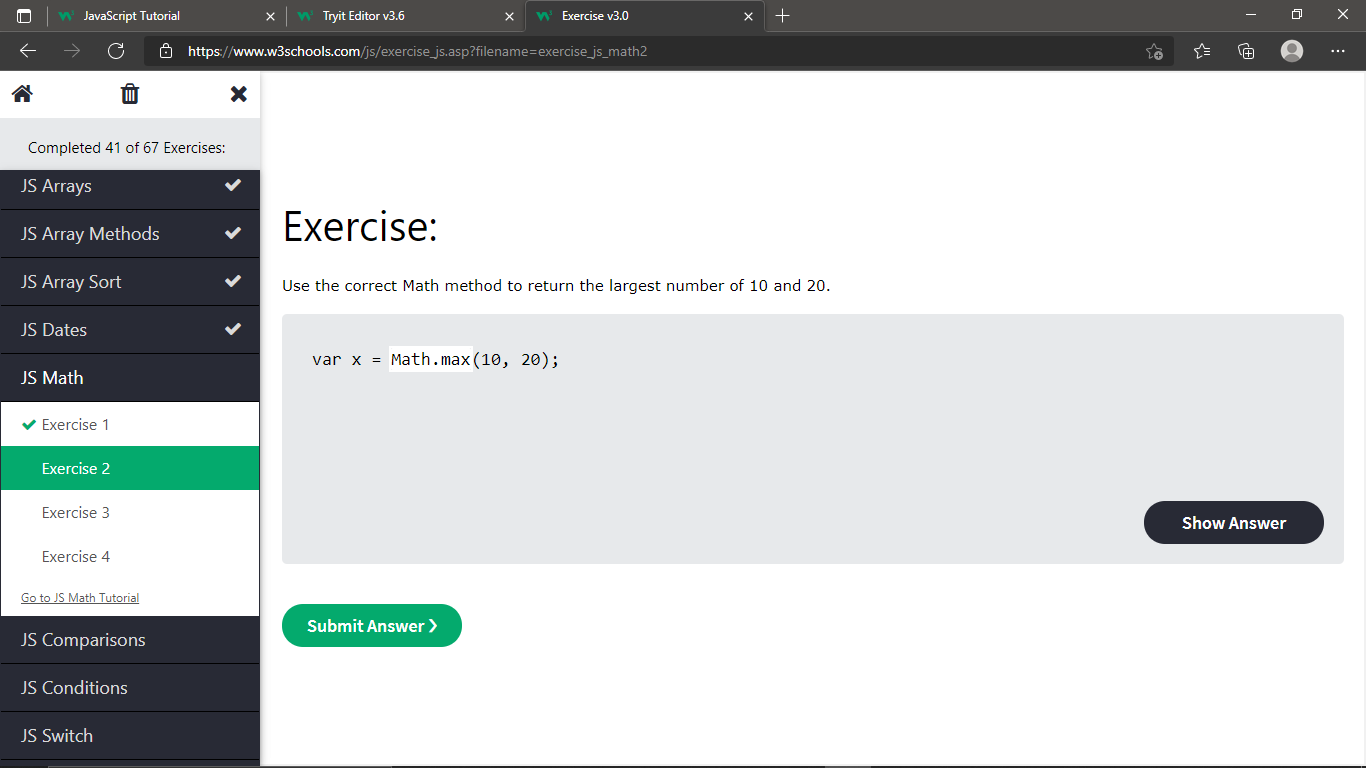 JavaScript Tutorial
Tryit Editor v3.6
Exercise v3.0
https://www.w3schools.com/js/exercise_js.asp?filename=exercise_js_math2
Completed 41 of 67 Exercises:
JS Arrays
JS Array Methods
JS Array Sort
JS Dates
JS Math
Exercise 1
Exercise 2
Exercise 3
Exercise 4
Go to JS Math Tutorial
JS Comparisons
JS Conditions
JS Switch
Exercise:
Use the correct Math method to return the largest number of 10 and 20.
var x = Math.max(10, 20);
Show Answer
Submit Answer ❯